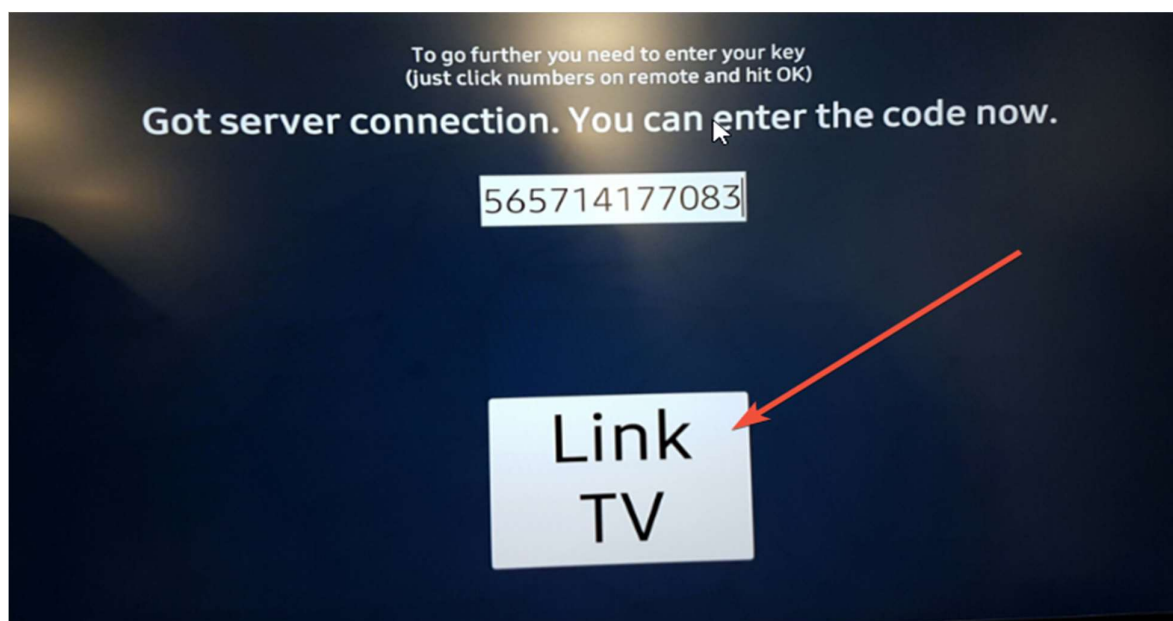 To go further you need to enter your key
(just click numbers on remote and hit OK)
Got server connection. You can enter the code now.
565714177083
Link
TV